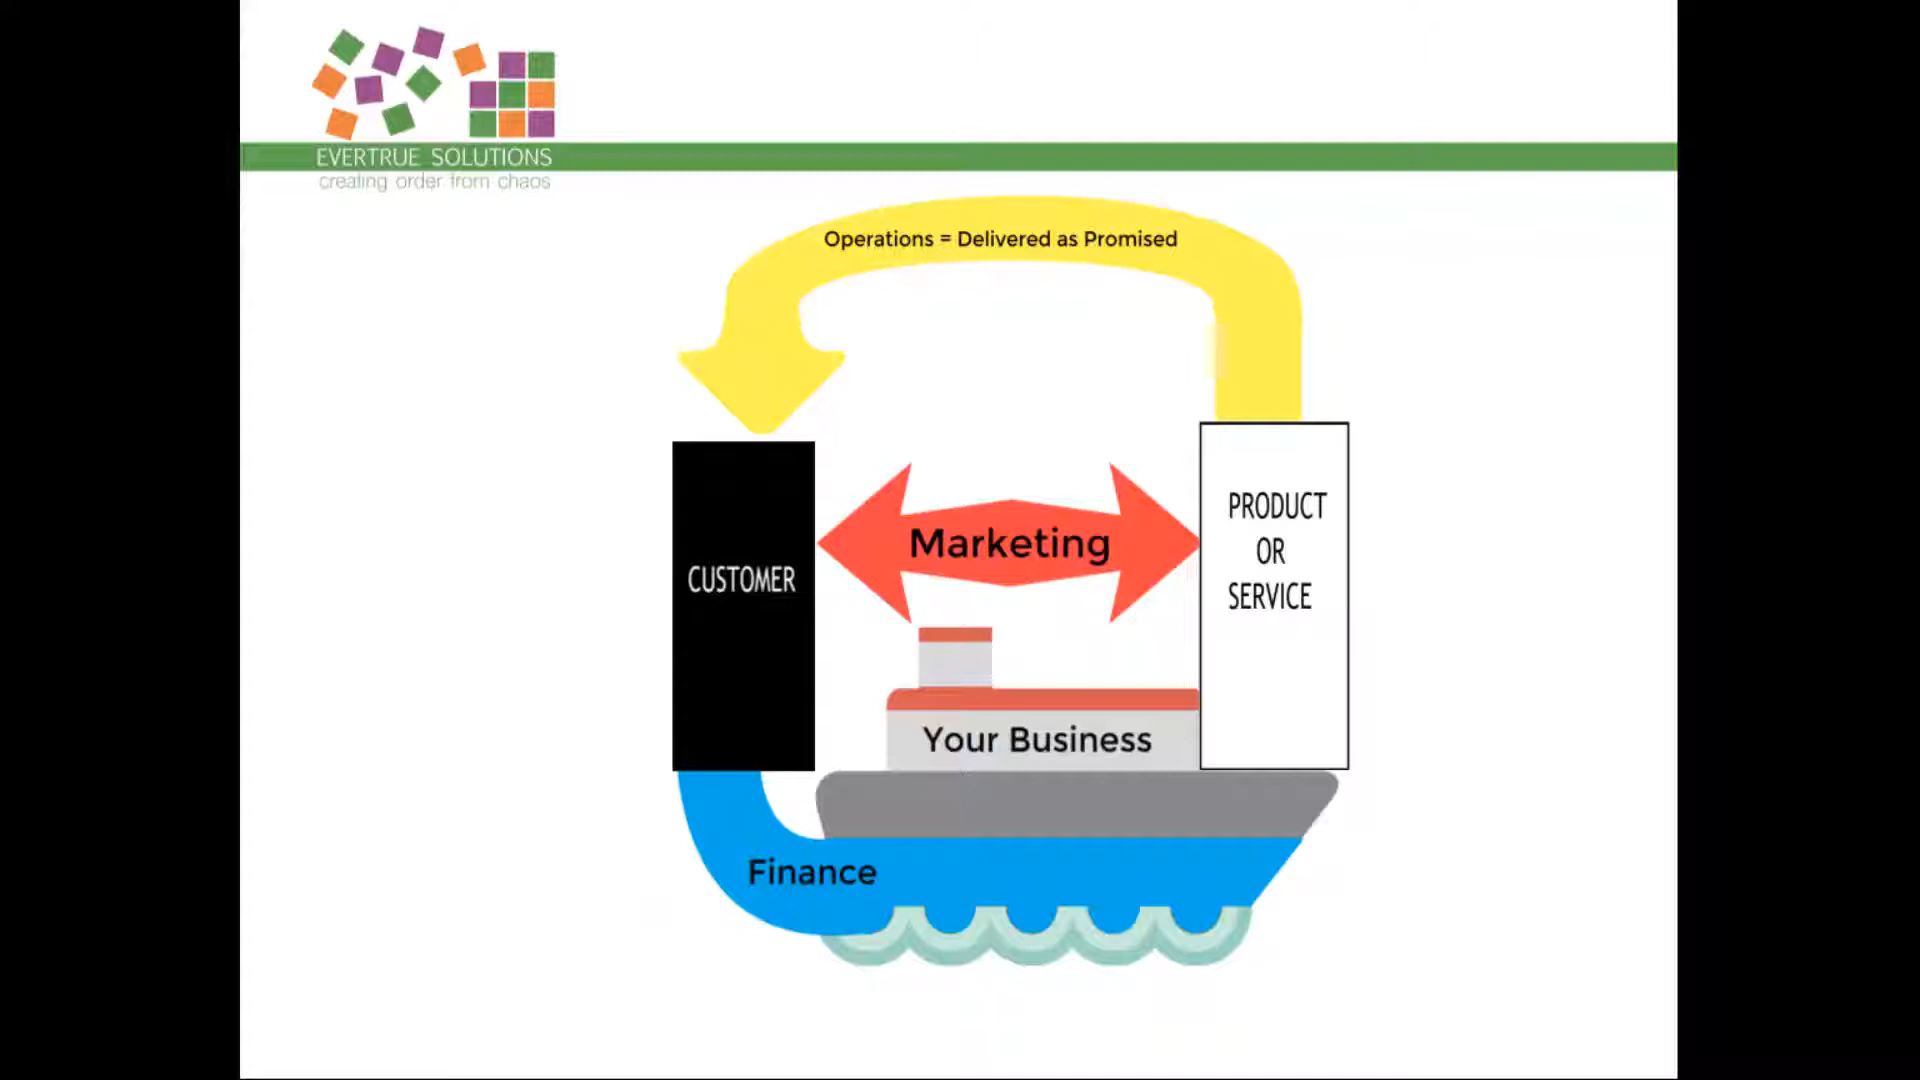 EVERTRUE SOLUTIONS
creating order from chaos
Operations = Delivered as Promised
CUSTOMER
Marketing
PRODUCT
OR
SERVICE
Your Business
Finance